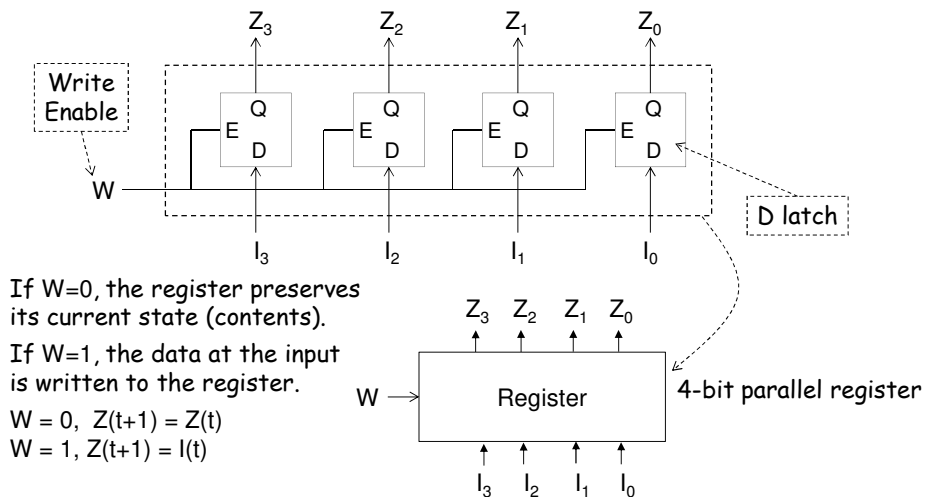 Z3 Z2 Z1 Z0
Write
Enable
Q Q Q Q
E E E E
D D D D
W
D latch
I3 I2 I1 I0
If W=0, the register preserves
its current state (contents).
If W=1, the data at the input
is written to the register.
W = 0, Z(t+1) = Z(t)
W = 1, Z(t+1) = I(t)
Z3 Z2 Z1 Z0
W
Register
4-bit parallel register
I3 I2 I1 I0